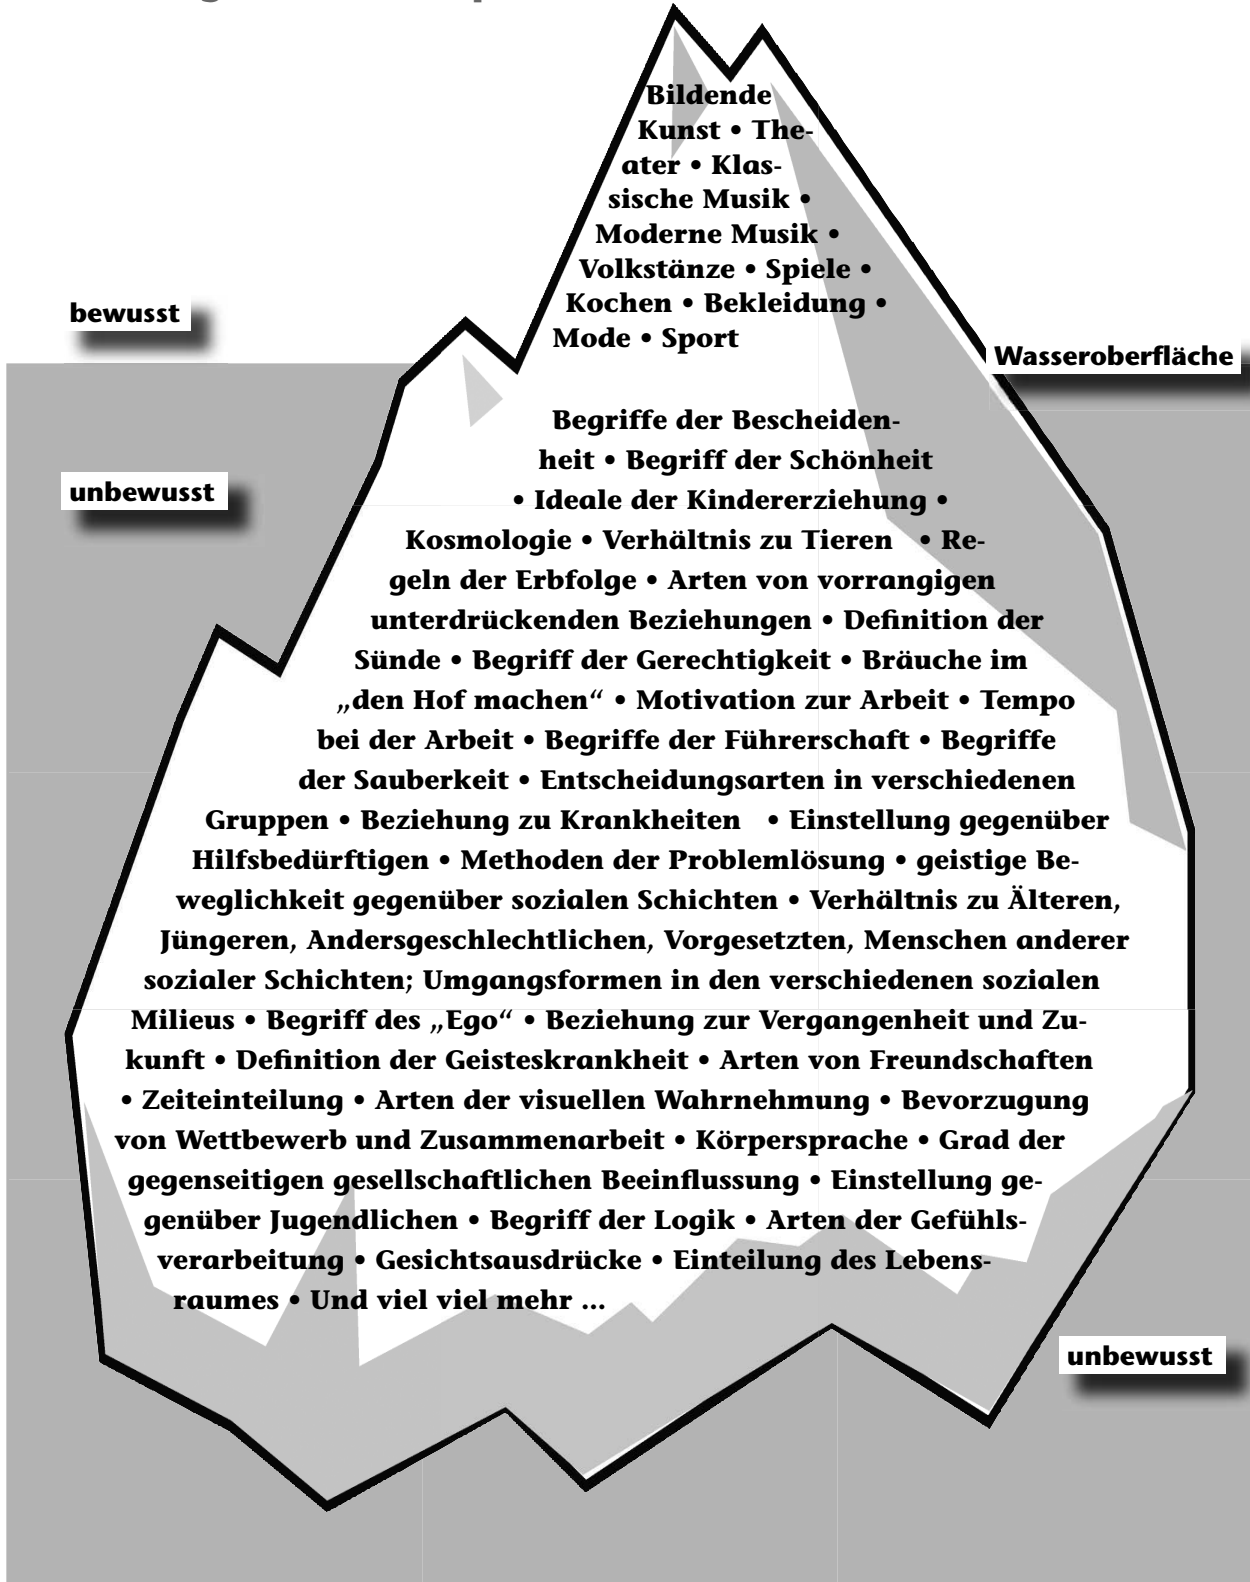 Bildende
Kunst • The-
ater • Klas-
sische Musik •
Moderne Musik •
Volkstänze • Spiele •
Kochen • Bekleidung •
Mode • Sport
bewusst
Wasseroberfläche
unbewusst
Begriffe der Bescheiden-
heit • Begriff der Schönheit
• Ideale der Kindererziehung •
Kosmologie • Verhältnis zu Tieren • Re-
geln der Erbfolge • Arten von vorrangigen
unterdrückenden Beziehungen • Definition der
Sünde • Begriff der Gerechtigkeit • Bräuche im
„den Hof machen“ • Motivation zur Arbeit • Tempo
bei der Arbeit • Begriffe der Führerschaft • Begriffe
der Sauberkeit • Entscheidungsarten in verschiedenen
Gruppen • Beziehung zu Krankheiten • Einstellung gegenüber
Hilfsbedürftigen • Methoden der Problemlösung • geistige Be-
weglichkeit gegenüber sozialen Schichten • Verhältnis zu Älteren,
Jüngeren, Andersgeschlechtlichen, Vorgesetzten, Menschen anderer
sozialer Schichten; Umgangsformen in den verschiedenen sozialen
Milieus • Begriff des „Ego“ • Beziehung zur Vergangenheit und Zu-
kunft • Definition der Geisteskrankheit • Arten von Freundschaften
• Zeiteinteilung • Arten der visuellen Wahrnehmung • Bevorzugung
von Wettbewerb und Zusammenarbeit • Körpersprache • Grad der
gegenseitigen gesellschaftlichen Beeinflussung • Einstellung ge-
genüber Jugendlichen • Begriff der Logik • Arten der Gefühls-
verarbeitung • Gesichtsausdrücke • Einteilung des Lebens-
raumes • Und viel viel mehr ...
unbewusst